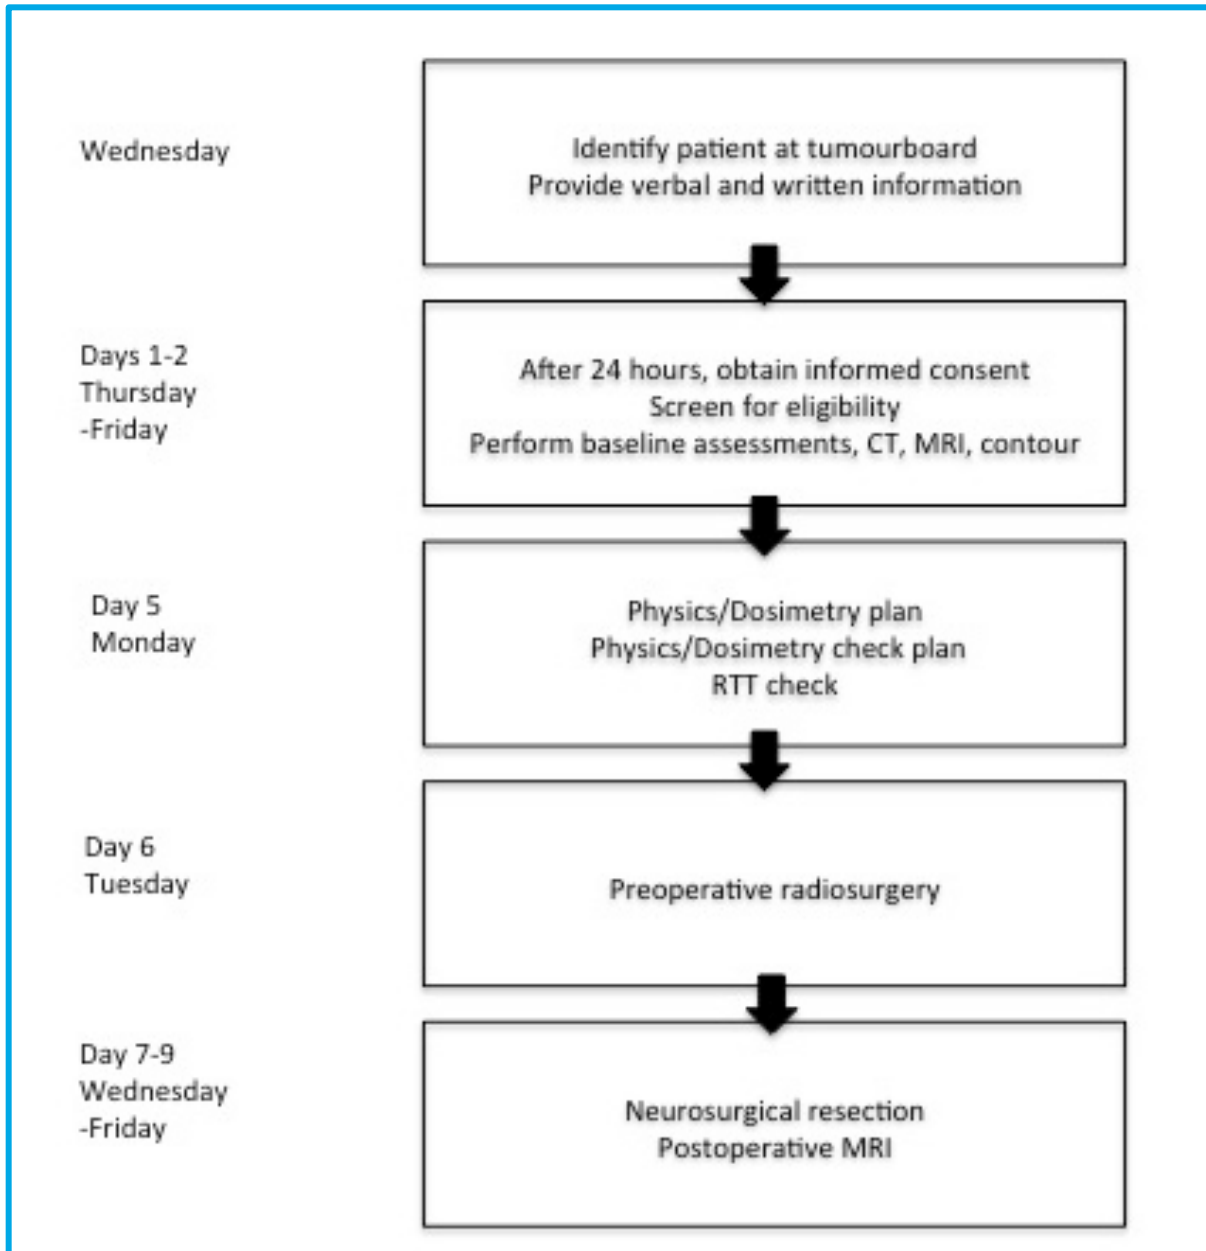 Wednesday
Identify patient at tumourboard
Provide verbal and written information
Days 1-2
Thursday
-Friday
After 24 hours, obtain informed consent
Screen for eligibility
Perform baseline assessments, CT, MRI, contour
Day 5
Monday
Physics/Dosimetry plan
Physics/Dosimetry check plan
RTT check
Day 6
Tuesday
Preoperative radiosurgery
Day 7-9
Wednesday
-Friday
Neurosurgical resection
Postoperative MRI